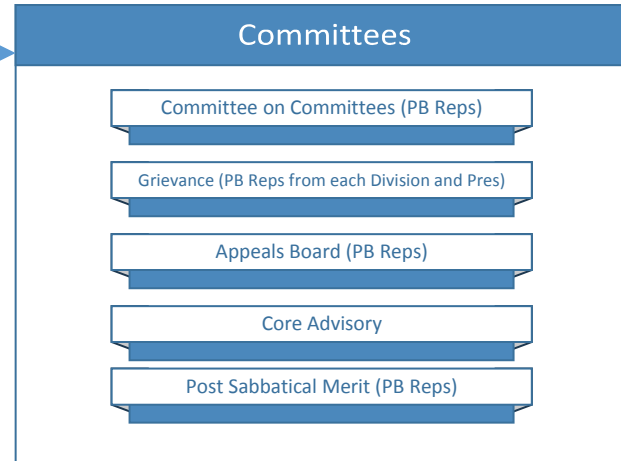 Committees
Committee on Committees (PB Reps)
Grievance (PB Reps from each Division and Pres)
Appeals Board (PB Reps)
Core Advisory
Post Sabbatical Merit (PB Reps)